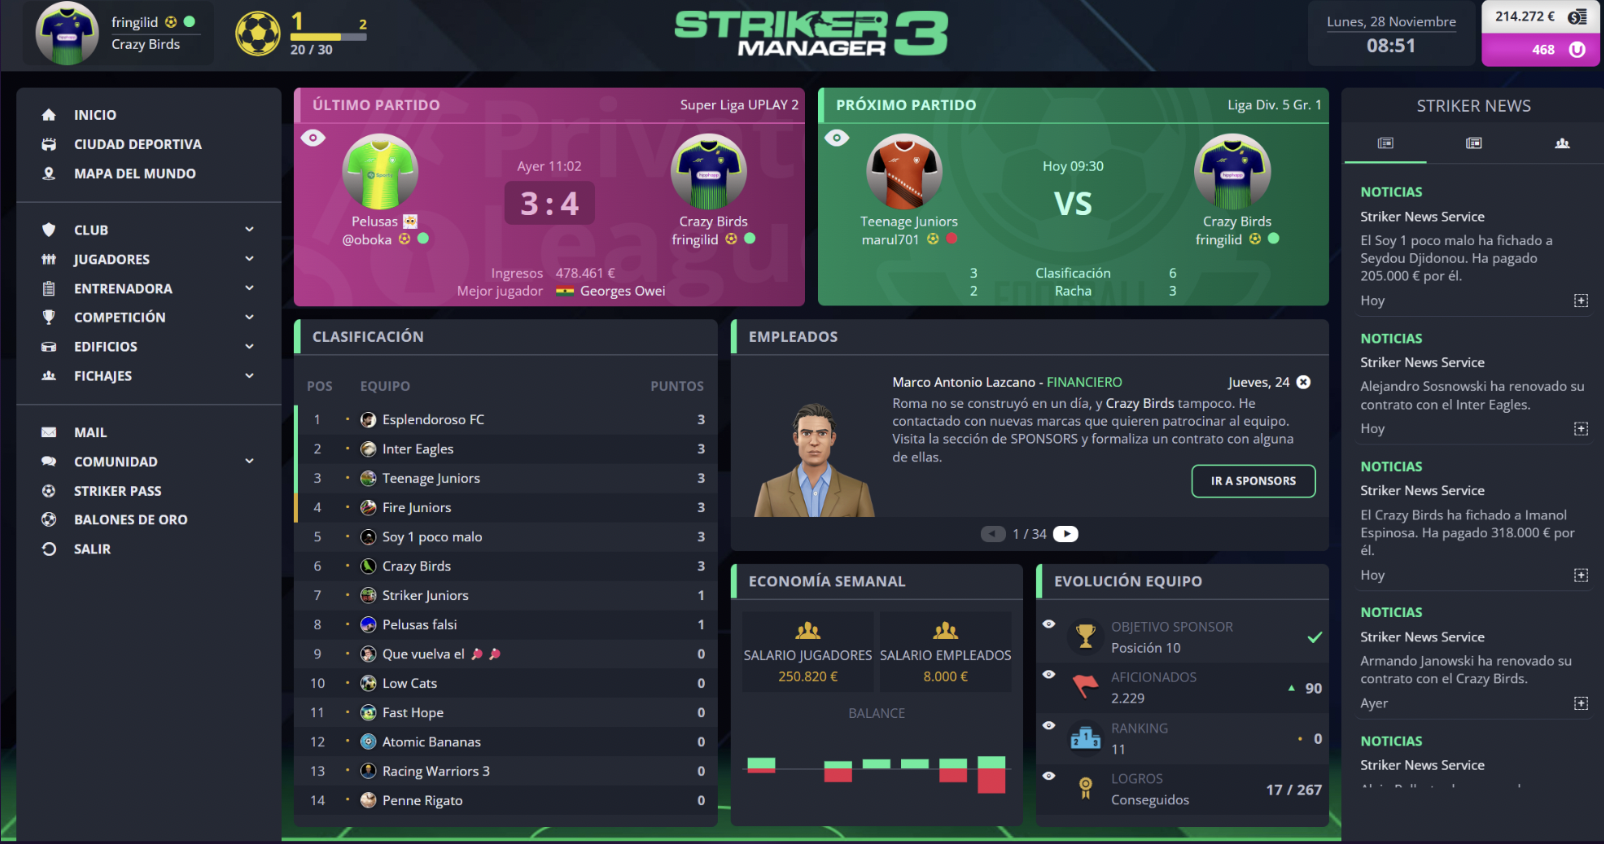 fringilid
Crazy Birds
1
2
20 / 30
STRIKER
MANAGER 3
Lunes, 28 Noviembre
08:51
214.272 €
468
INICIO
CIUDAD DEPORTIVA
MAPA DEL MUNDO
CLUB
JUGADORES
ENTRENADORA
COMPETICIÓN
EDIFICIOS
FICHAJES
MAIL
COMUNIDAD
STRIKER PASS
BALONES DE ORO
SALIR
ÚLTIMO PARTIDO
Super Liga UPLAY 2
Private League
Ayer 11:02
3 : 4
Pelusas
@oboka
Crazy Birds
fringilid
Ingresos 478.461 €
Mejor jugador Georges Owei
PRÓXIMO PARTIDO
Liga Div. 5 Gr. 1
Hoy 09:30
VS
Teenage Juniors
marul701
Crazy Birds
fringilid
3 Clasificación 6
2 Racha 3
FOOTBALL
CLASIFICACIÓN
POS EQUIPO PUNTOS
1 Esplendoroso FC 3
2 Inter Eagles 3
3 Teenage Juniors 3
4 Fire Juniors 3
5 Soy 1 poco malo 3
6 Crazy Birds 3
7 Striker Juniors 1
8 Pelusas falsi 1
9 Que vuelva el 0
10 Low Cats 0
11 Fast Hope 0
12 Atomic Bananas 0
13 Racing Warriors 3 0
14 Penne Rigato 0
EMPLEADOS
Marco Antonio Lazcano - FINANCIERO
Jueves, 24
Roma no se construyó en un día, y Crazy Birds tampoco. He
contactado con nuevas marcas que quieren patrocinar al equipo.
Visita la sección de SPONSORS y formaliza un contrato con alguna
de ellas.
IR A SPONSORS
1 / 34
ECONOMÍA SEMANAL
SALARIO JUGADORES
250.820 €
SALARIO EMPLEADOS
8.000 €
BALANCE
EVOLUCIÓN EQUIPO
OBJETIVO SPONSOR
Posición 10
AFICIONADOS
2.229
90
RANKING
11
0
LOGROS
Conseguidos
17 / 267
STRIKER NEWS
NOTICIAS
Striker News Service
El Soy 1 poco malo ha fichado a
Seydou Djidonou. Ha pagado
205.000 € por él.
Hoy
NOTICIAS
Striker News Service
Alejandro Sosnowski ha renovado su
contrato con el Inter Eagles.
Hoy
NOTICIAS
Striker News Service
El Crazy Birds ha fichado a Imanol
Espinosa. Ha pagado 318.000 € por
él.
Hoy
NOTICIAS
Striker News Service
Armando Janowski ha renovado su
contrato con el Crazy Birds.
Ayer
NOTICIAS
Striker News Service